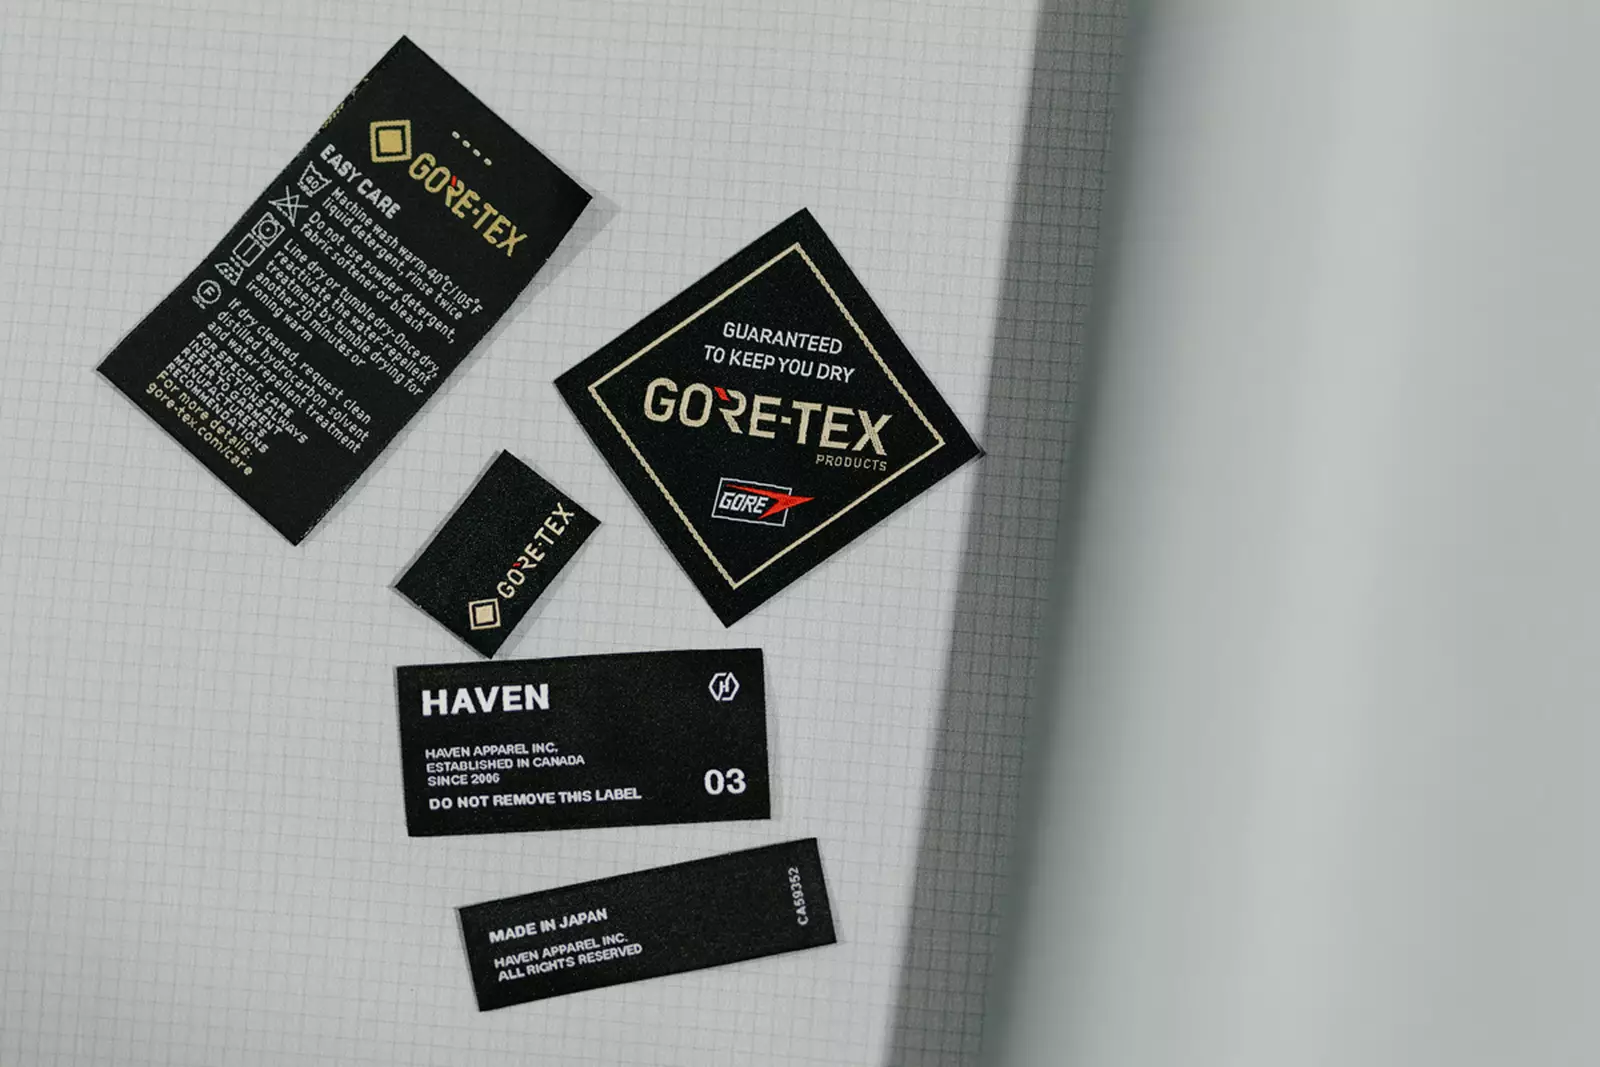 GORE-TEX
EASY CARE
40
Machine wash warm 40°C/105°F
liquid detergent, rinse twice
Do not use powder detergent,
fabric softener or bleach
Line dry or tumble dry. Once dry,
reactivate the water-repellent
treatment by tumble drying for
another 20 minutes or
ironing warm
F
If dry cleaned, request clean
distilled hydrocarbon solvent
and water repellent treatment
FOR SPECIFIC CARE
INSTRUCTIONS ALWAYS
REFER TO GARMENT
MANUFACTURERS
RECOMMENDATIONS
For more details:
gore-tex.com/care
GUARANTEED
TO KEEP YOU DRY
GORE-TEX
PRODUCTS
GORE
GORE-TEX
HAVEN
H
HAVEN APPAREL INC.
ESTABLISHED IN CANADA
SINCE 2006
DO NOT REMOVE THIS LABEL
03
MADE IN JAPAN
HAVEN APPAREL INC.
ALL RIGHTS RESERVED
CA59352